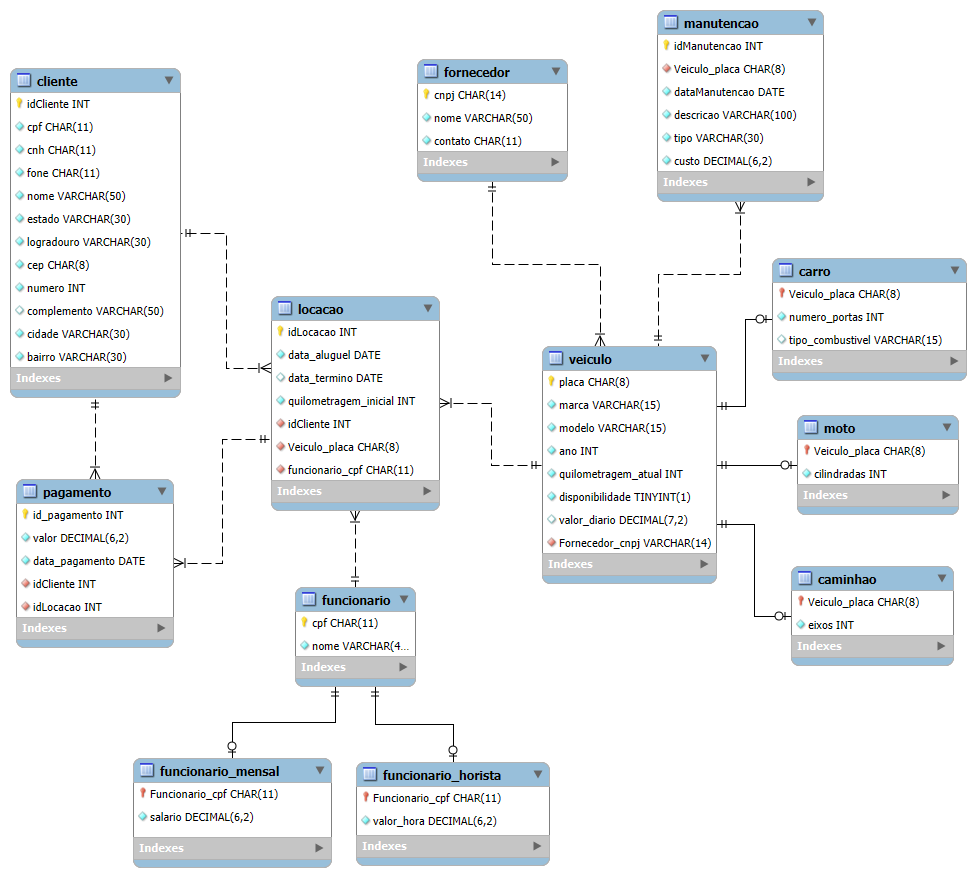 cliente
idCliente INT
cpf CHAR(11)
cnh CHAR(11)
fone CHAR(11)
nome VARCHAR(50)
estado VARCHAR(30)
logradouro VARCHAR(30)
cep CHAR(8)
numero INT
complemento VARCHAR(50)
cidade VARCHAR(30)
bairro VARCHAR(30)
Indexes
fornecedor
cnpj CHAR(14)
nome VARCHAR(50)
contato CHAR(11)
Indexes
manutencao
idManutencao INT
Veiculo_placa CHAR(8)
dataManutencao DATE
descricao VARCHAR(100)
tipo VARCHAR(30)
custo DECIMAL(6,2)
Indexes
locacao
idLocacao INT
data_aluguel DATE
data_termino DATE
quilometragem_inicial INT
idCliente INT
Veiculo_placa CHAR(8)
funcionario_cpf CHAR(11)
Indexes
veiculo
placa CHAR(8)
marca VARCHAR(15)
modelo VARCHAR(15)
ano INT
quilometragem_atual INT
disponibilidade TINYINT(1)
valor_diario DECIMAL(7,2)
Fornecedor_cnpj VARCHAR(14)
Indexes
carro
Veiculo_placa CHAR(8)
numero_portas INT
tipo_combustivel VARCHAR(15)
Indexes
moto
Veiculo_placa CHAR(8)
cilindradas INT
Indexes
caminhao
Veiculo_placa CHAR(8)
eixos INT
Indexes
pagamento
id_pagamento INT
valor DECIMAL(6,2)
data_pagamento DATE
idCliente INT
idLocacao INT
Indexes
funcionario
cpf CHAR(11)
nome VARCHAR(4...
Indexes
funcionario_mensal
Funcionario_cpf CHAR(11)
salario DECIMAL(6,2)
Indexes
funcionario_horista
Funcionario_cpf CHAR(11)
valor_hora DECIMAL(6,2)
Indexes